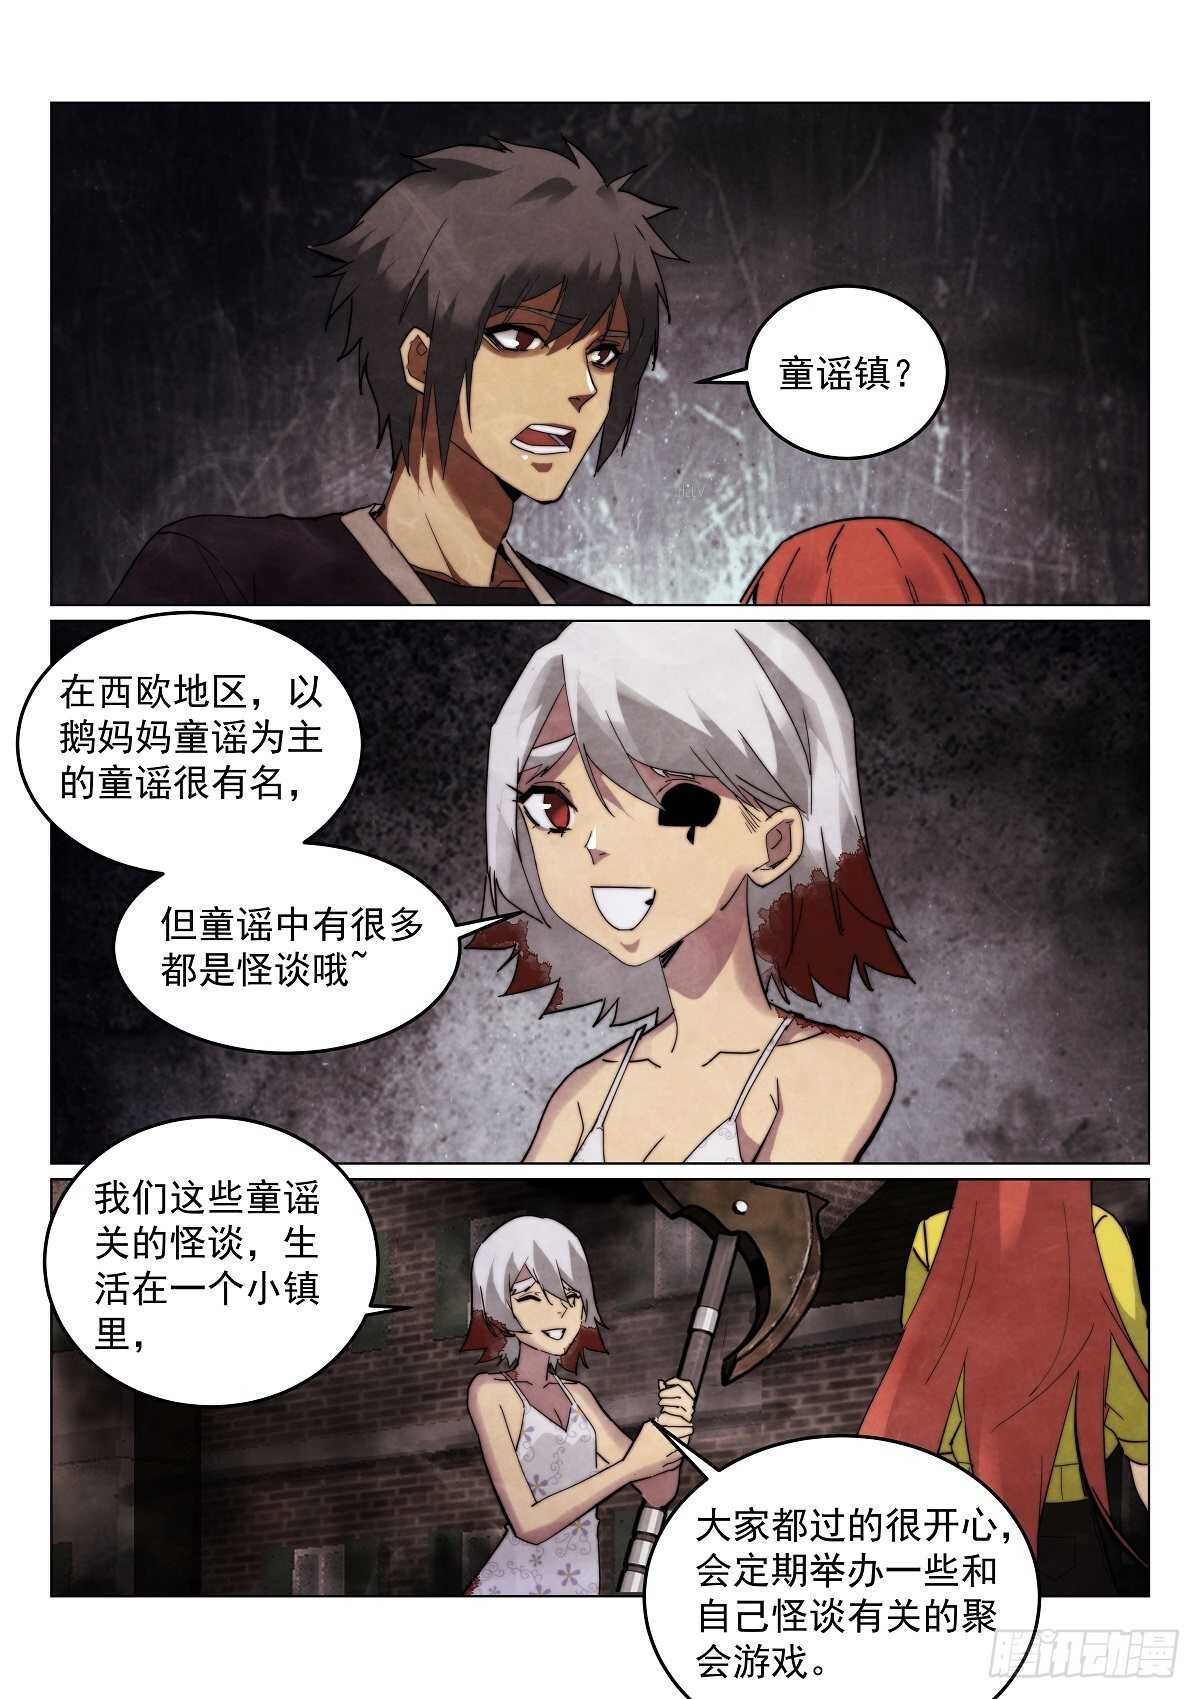 童谣镇？
在西欧地区，以
鹅妈妈童谣为主
的童谣很有名，
但童谣中有很多
都是怪谈哦~
我们这些童谣
关的怪谈，生
活在一个小镇
里，
大家都过的很开心，
会定期举办一些和
自己怪谈有关的聚
会游戏。
腾讯动漫